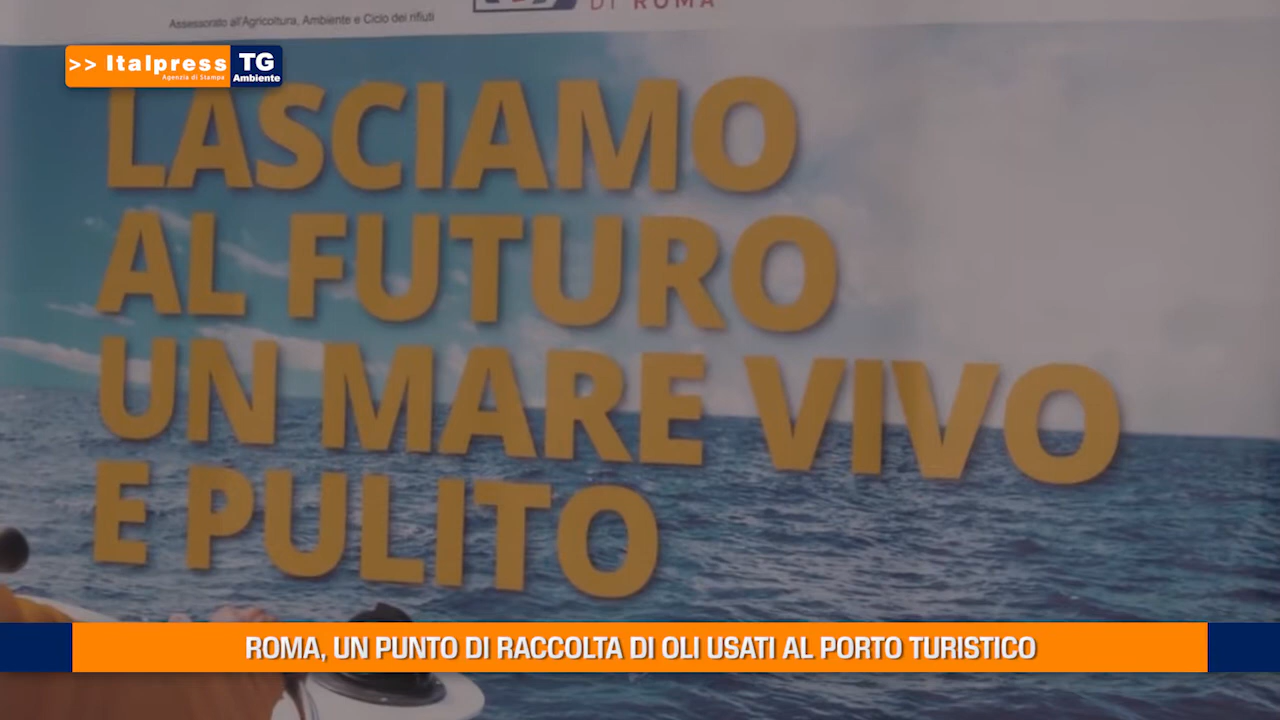 DI ROMA
Assessorato all'Agricoltura, Ambiente e Ciclo dei rifiuti
>> Italpress
Agenzia di Stampa
TG
Ambiente
LASCIAMO
AL FUTURO
UN MARE VIVO
E PULITO
ROMA, UN PUNTO DI RACCOLTA DI OLI USATI AL PORTO TURISTICO